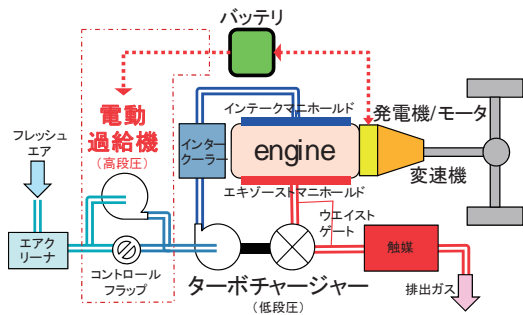 バッテリ
電動
過給機
(高段圧)
フレッシュ
エア
インテークマニホールド
発電機/モータ
インター
クーラー
engine
変速機
エキゾーストマニホールド
ウエイスト
ゲート
エアク
リーナ
コントロール
フラップ
ターボチャージャー
(低段圧)
触媒
排出ガス